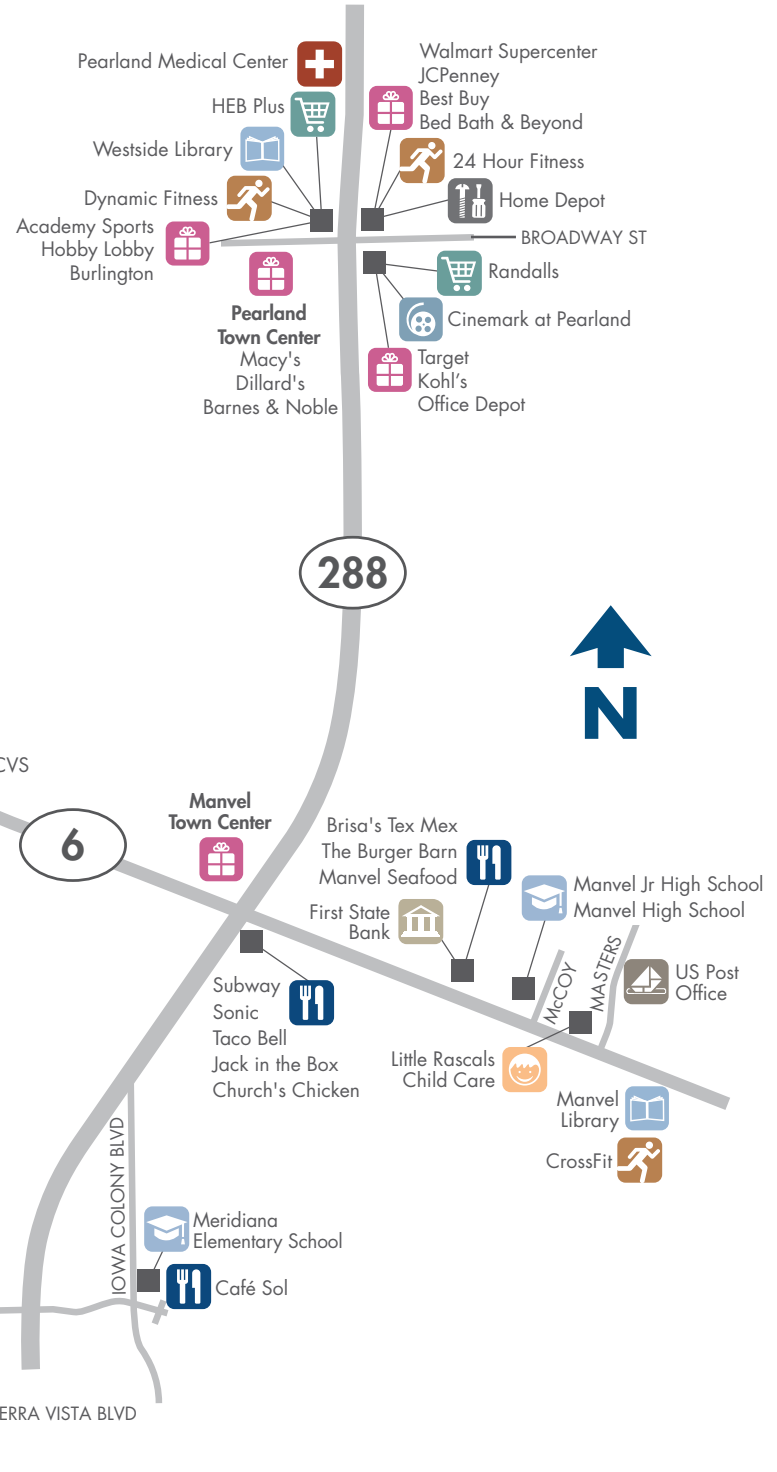 Pearland Medical Center
HEB Plus
Westside Library
Dynamic Fitness
Academy Sports
Hobby Lobby
Burlington
Walmart Supercenter
JCPenney
Best Buy
Bed Bath & Beyond
24 Hour Fitness
Home Depot
BROADWAY ST
Randalls
Cinemark at Pearland
Target
Kohl’s
Office Depot
Pearland
Town Center
Macy's
Dillard's
Barnes & Noble
288
N
CVS
6
Manvel
Town Center
Brisa's Tex Mex
The Burger Barn
Manvel Seafood
First State
Bank
Manvel Jr High School
Manvel High School
McCOY
MASTERS
US Post
Office
Subway
Sonic
Taco Bell
Jack in the Box
Church's Chicken
Little Rascals
Child Care
Manvel
Library
CrossFit
IOWA COLONY BLVD
Meridiana
Elementary School
Café Sol
ERRA VISTA BLVD